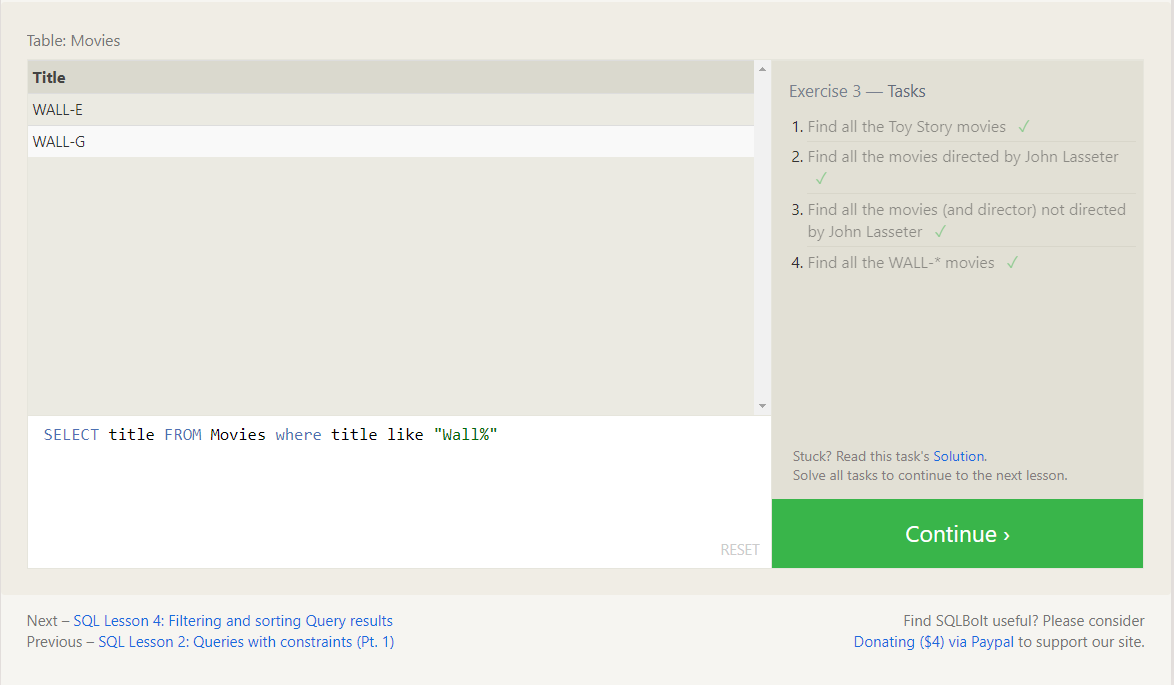 Table: Movies
Title
WALL-E
WALL-G
SELECT title FROM Movies where title like "Wall%"
RESET
Exercise 3 — Tasks
1. Find all the Toy Story movies ✓
2. Find all the movies directed by John Lasseter
✓
3. Find all the movies (and director) not directed
by John Lasseter ✓
4. Find all the WALL-* movies ✓
Stuck? Read this task's Solution.
Solve all tasks to continue to the next lesson.
Continue ›
Next – SQL Lesson 4: Filtering and sorting Query results
Previous – SQL Lesson 2: Queries with constraints (Pt. 1)
Find SQLBolt useful? Please consider
Donating ($4) via Paypal to support our site.